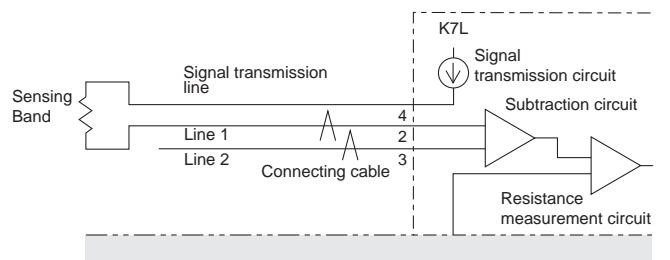 K7L
Signal
transmission circuit
Signal transmission
line
Sensing
Band
Subtraction circuit
4
Line 1
2
Line 2
3
Connecting cable
Resistance
measurement circuit